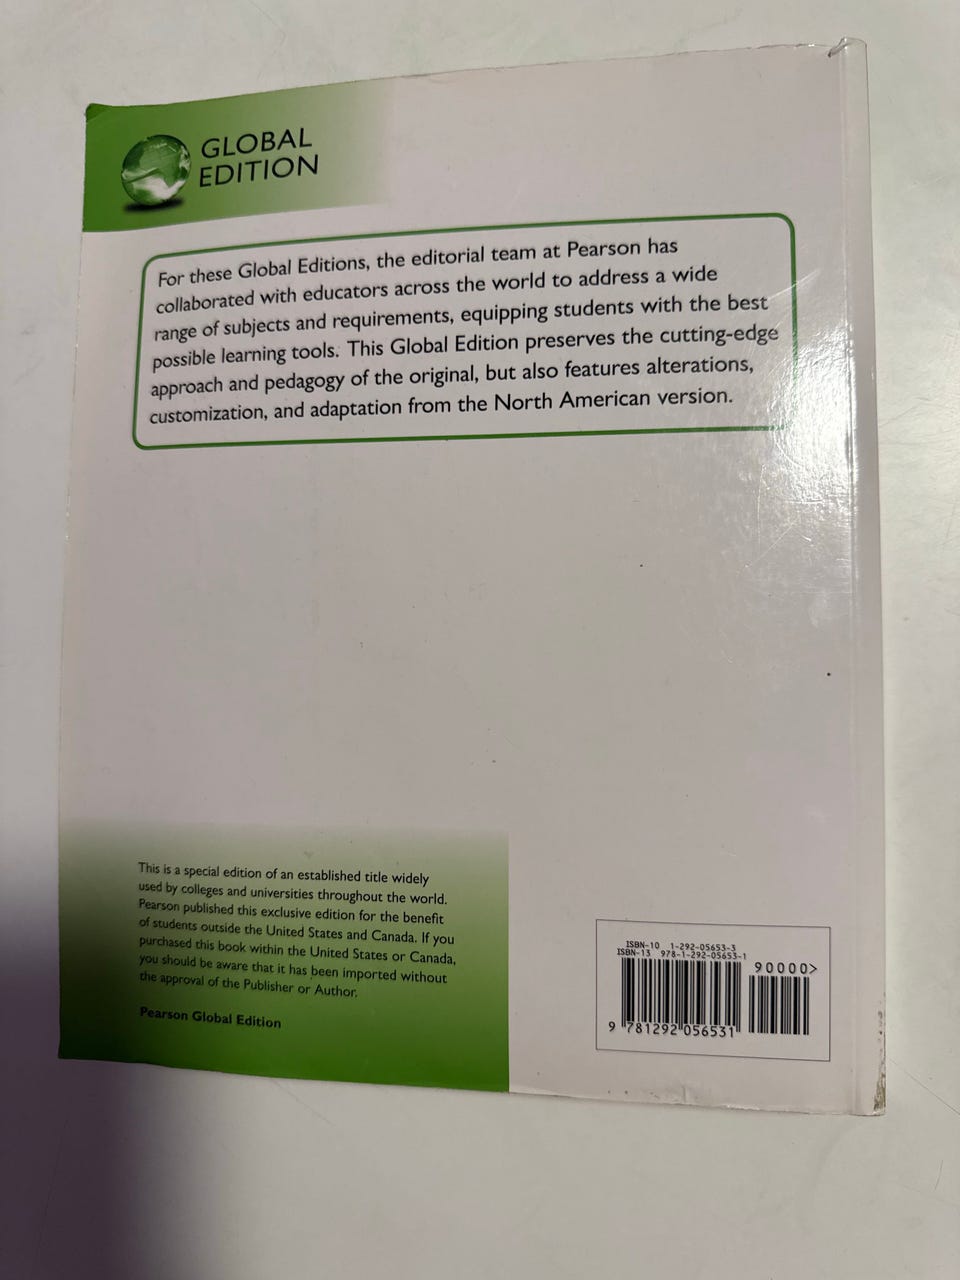 GLOBAL
EDITION
For these Global Editions, the editorial team at Pearson has
collaborated with educators across the world to address a wide
range of subjects and requirements, equipping students with the best
possible learning tools. This Global Edition preserves the cutting-edge
approach and pedagogy of the original, but also features alterations,
customization, and adaptation from the North American version.
This is a special edition of an established title widely
used by colleges and universities throughout the world.
Pearson published this exclusive edition for the benefit
of students outside the United States and Canada. If you
purchased this book within the United States or Canada,
you should be aware that it has been imported without
the approval of the Publisher or Author.
Pearson Global Edition
ISBN-10 1-292-05653-3
ISBN-13 978-1-292-05653-1
90000>
9 781292 056531